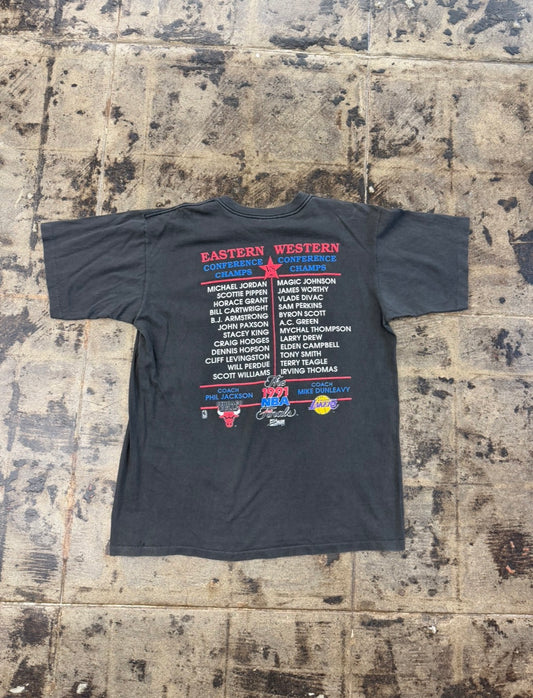 EASTERN
CONFERENCE
CHAMPS
VS
WESTERN
CONFERENCE
CHAMPS
MICHAEL JORDAN
SCOTTIE PIPPEN
HORACE GRANT
BILL CARTWRIGHT
B.J. ARMSTRONG
JOHN PAXSON
STACEY KING
CRAIG HODGES
DENNIS HOPSON
CLIFF LEVINGSTON
WILL PERDUE
SCOTT WILLIAMS
MAGIC JOHNSON
JAMES WORTHY
VLADE DIVAC
SAM PERKINS
BYRON SCOTT
A.C. GREEN
MYCHAL THOMPSON
LARRY DREW
ELDEN CAMPBELL
TONY SMITH
TERRY TEAGLE
IRVING THOMAS
COACH
PHIL JACKSON
The
1991
NBA
Finals
COACH
MIKE DUNLEAVY
LAKERS